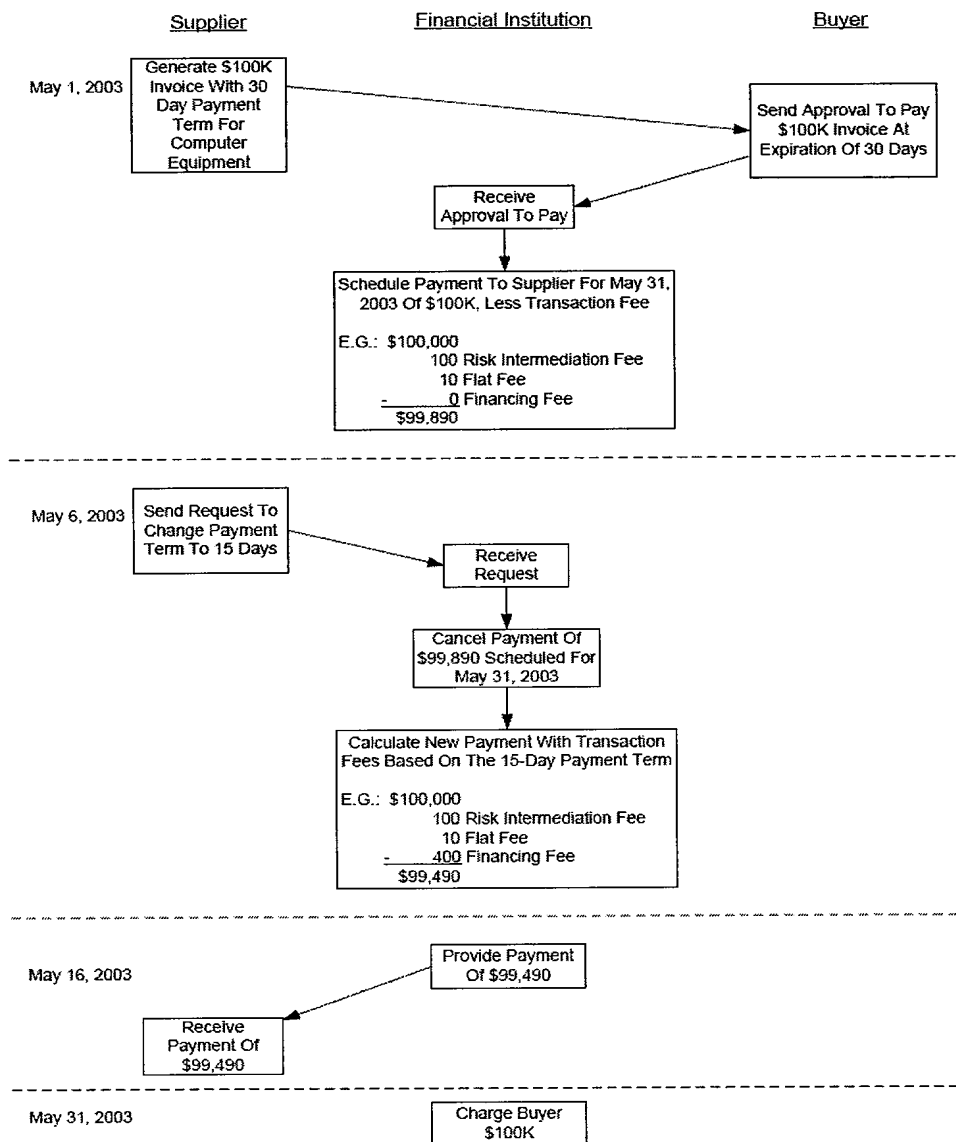 Supplier Financial Institution Buyer
May 1, 2003
Generate $100K
Invoice With 30
Day Payment
Term For
Computer
Equipment
Send Approval To Pay
$100K Invoice At
Expiration Of 30 Days
Receive
Approval To Pay
Schedule Payment To Supplier For May 31,
2003 Of $100K, Less Transaction Fee
E.G.: $100,000
100 Risk Intermediation Fee
10 Flat Fee
- 0 Financing Fee
$99,890
May 6, 2003
Send Request To
Change Payment
Term To 15 Days
Receive
Request
Cancel Payment Of
$99,890 Scheduled For
May 31, 2003
Calculate New Payment With Transaction
Fees Based On The 15-Day Payment Term
E.G.: $100,000
100 Risk Intermediation Fee
10 Flat Fee
- 400 Financing Fee
$99,490
May 16, 2003
Provide Payment
Of $99,490
Receive
Payment Of
$99,490
May 31, 2003
Charge Buyer
$100K